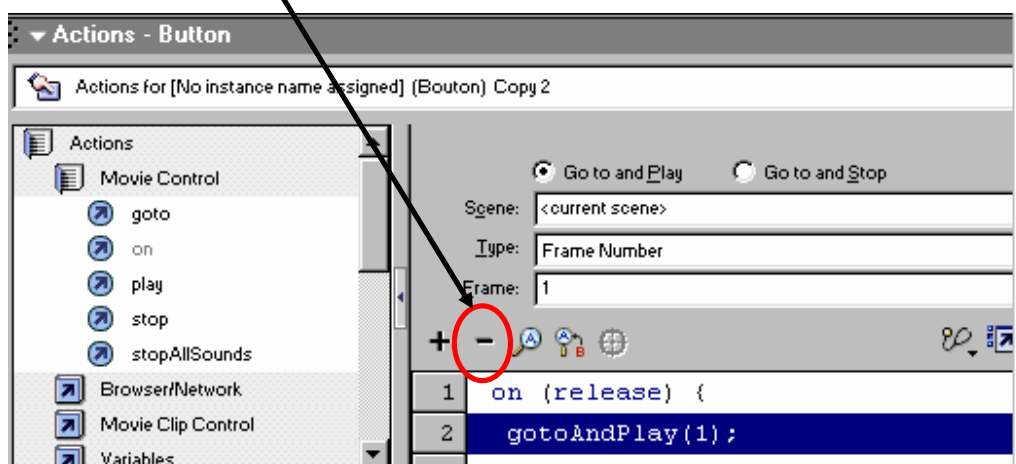 Actions - Button
Actions for [No instance name assigned] (Bouton) Copy 2
Actions
Movie Control
goto
on
play
stop
stopAllSounds
Browser/Network
Movie Clip Control
Variables
Go to and Play Go to and Stop
Scene: <current scene>
Type: Frame Number
Frame: 1
+ -
1 on (release) {
2 gotoAndPlay(1);